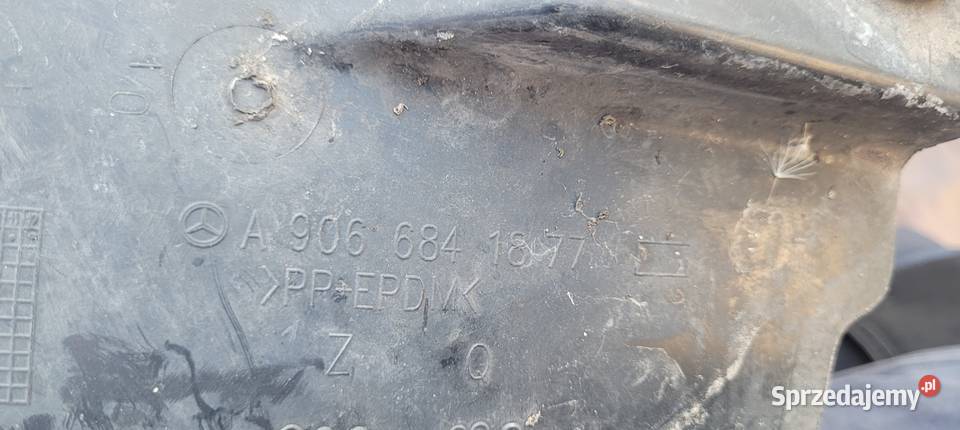 A 906 684 18 77
>PP+EPDM<
Z Q
Sprzedajemy.pl